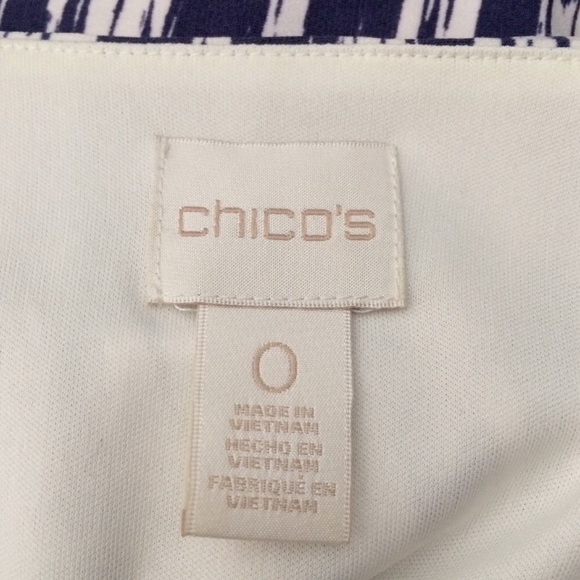 chico's
0
MADE IN
VIETNAM
HECHO EN
VIETNAM
FABRIQUÉ EN
VIETNAM